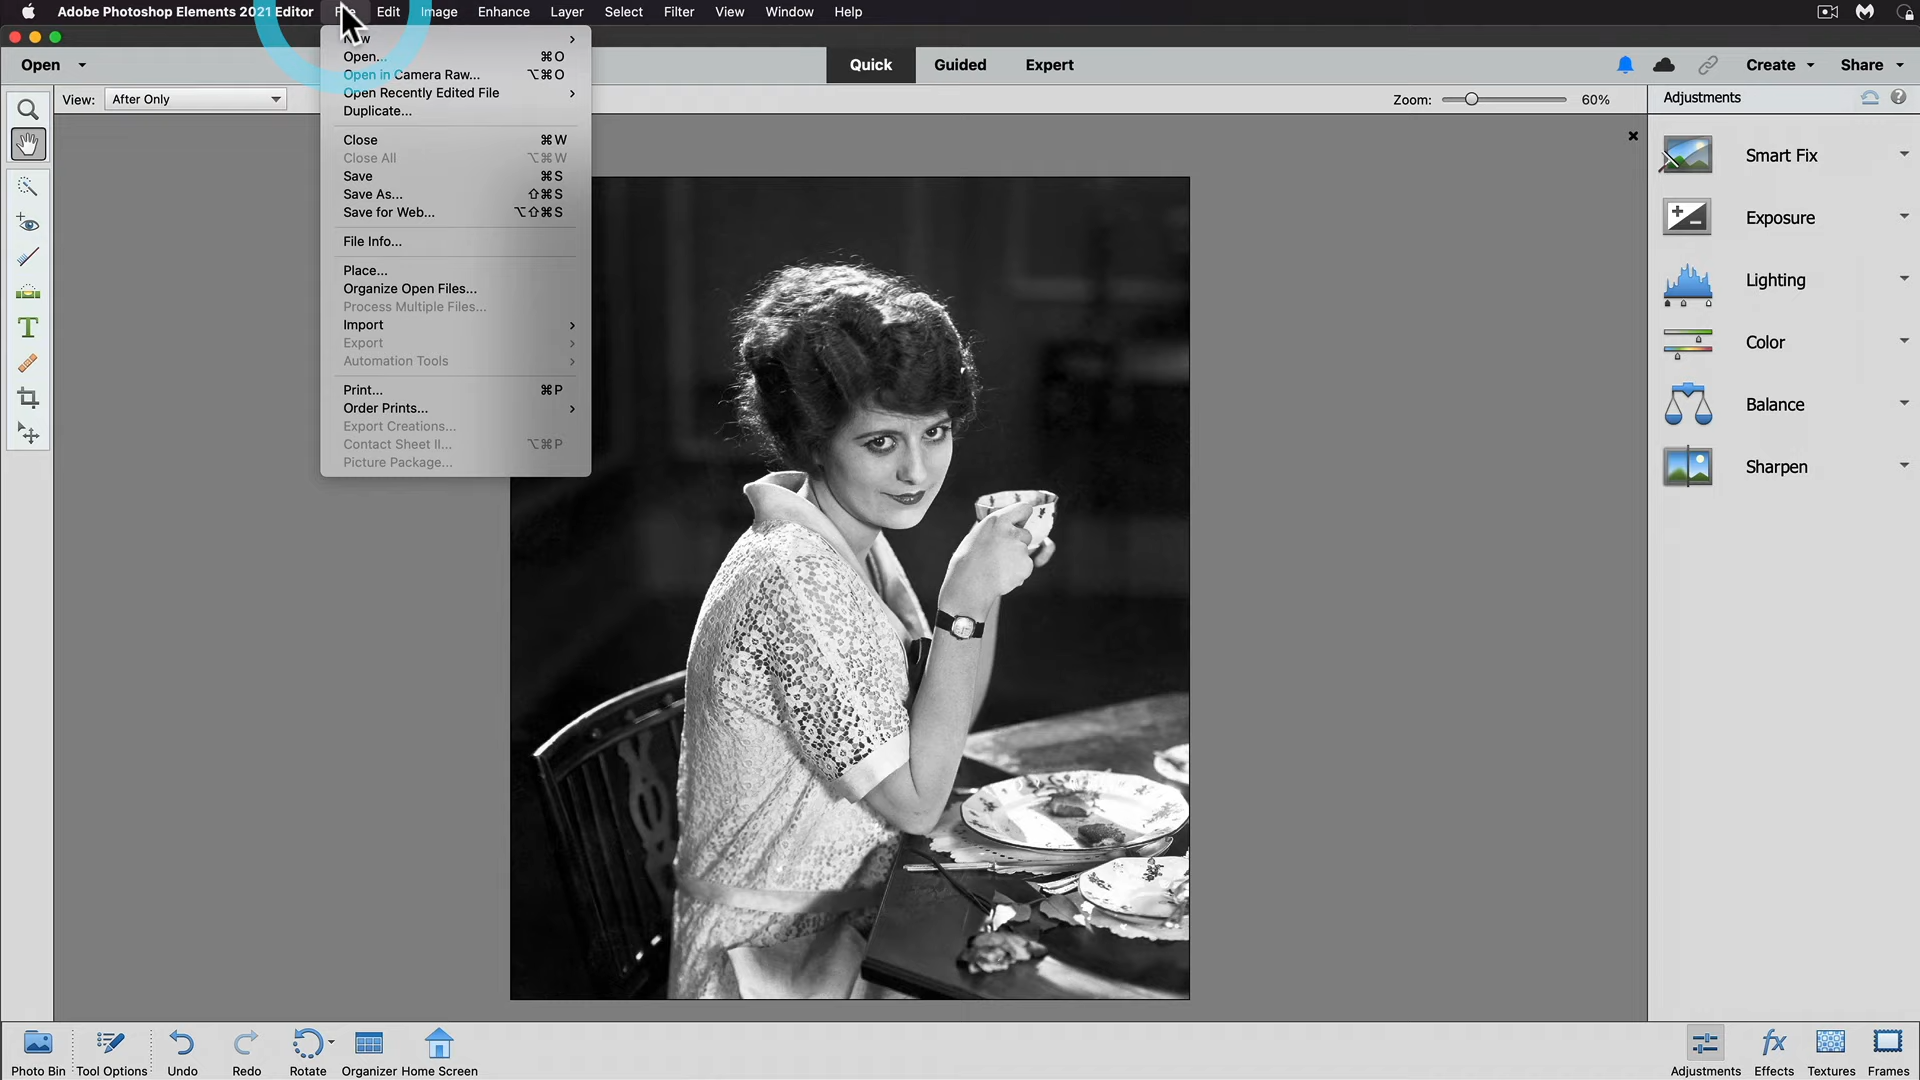 Adobe Photoshop Elements 2021 Editor Edit Image Enhance Layer Select Filter View Window Help
Open Quick Guided Expert Create Share
View: After Only Zoom: 60% Adjustments
Open... ⌘O
Open in Camera Raw... ⌥⌘O
Open Recently Edited File
Duplicate...
Close ⌘W
Close All ⌥⌘W
Save ⌘S
Save As... ⇧⌘S
Save for Web... ⌥⇧⌘S
File Info...
Place...
Organize Open Files...
Process Multiple Files...
Import
Export
Automation Tools
Print... ⌘P
Order Prints...
Export Creations...
Contact Sheet II... ⌥⌘P
Picture Package...
Smart Fix
Exposure
Lighting
Color
Balance
Sharpen
Photo Bin Tool Options Undo Redo Rotate Organizer Home Screen Adjustments Effects Textures Frames